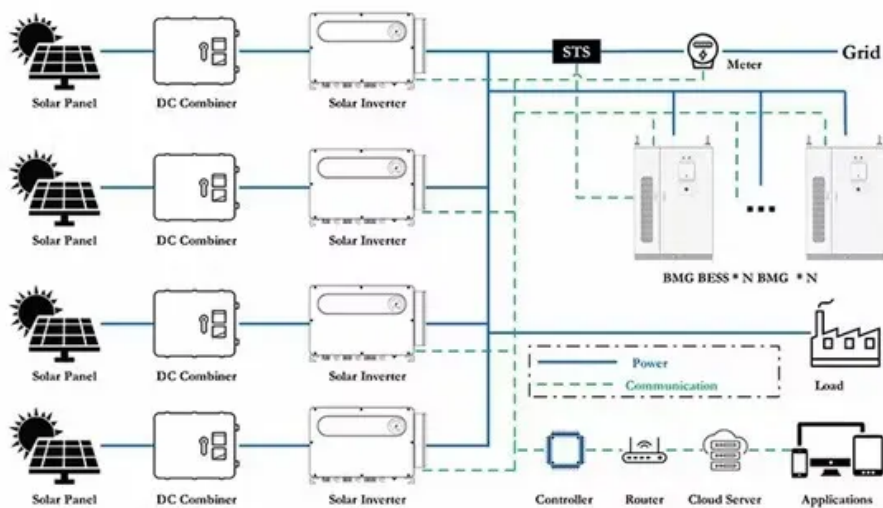 STS
Meter
Grid
Solar Panel
DC Combiner
Solar Inverter
Solar Panel
DC Combiner
Solar Inverter
BMG BESS * N BMG * N
Solar Panel
DC Combiner
Solar Inverter
Power
Communication
Load
Solar Panel
DC Combiner
Solar Inverter
Controller
Router
Cloud Server
Applications